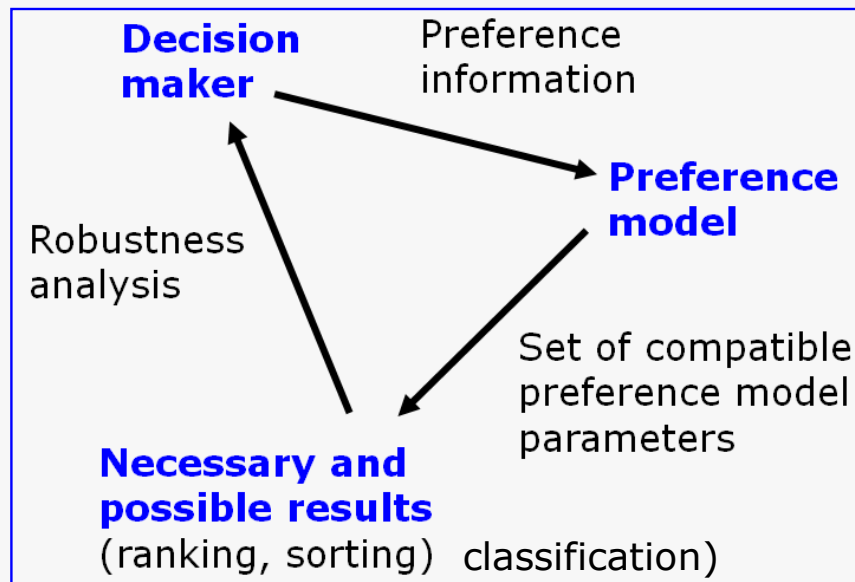 Decision
maker
Preference
information
Preference
model
Robustness
analysis
Set of compatible
preference model
parameters
Necessary and
possible results
(ranking, sorting) classification)